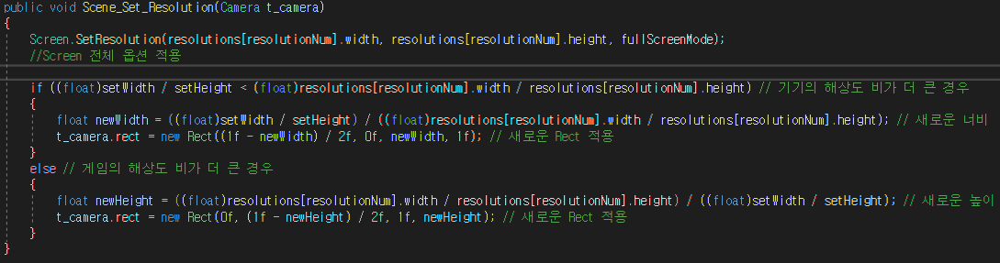 public void Scene_Set_Resolution(Camera t_camera)
{
Screen.SetResolution(resolutions[resolutionNum].width, resolutions[resolutionNum].height, fullScreenMode);
//Screen 전체 옵션 적용
if ((float)setWidth / setHeight < (float)resolutions[resolutionNum].width / resolutions[resolutionNum].height) // 기기의 해상도 비가 더 큰 경우
{
float newWidth = ((float)setWidth / setHeight) / ((float)resolutions[resolutionNum].width / resolutions[resolutionNum].height); // 새로운 너비
t_camera.rect = new Rect((1f - newWidth) / 2f, 0f, newWidth, 1f); // 새로운 Rect 적용
}
else // 게임의 해상도 비가 더 큰 경우
{
float newHeight = ((float)resolutions[resolutionNum].width / resolutions[resolutionNum].height) / ((float)setWidth / setHeight); // 새로운 높이
t_camera.rect = new Rect(0f, (1f - newHeight) / 2f, 1f, newHeight); // 새로운 Rect 적용
}
}